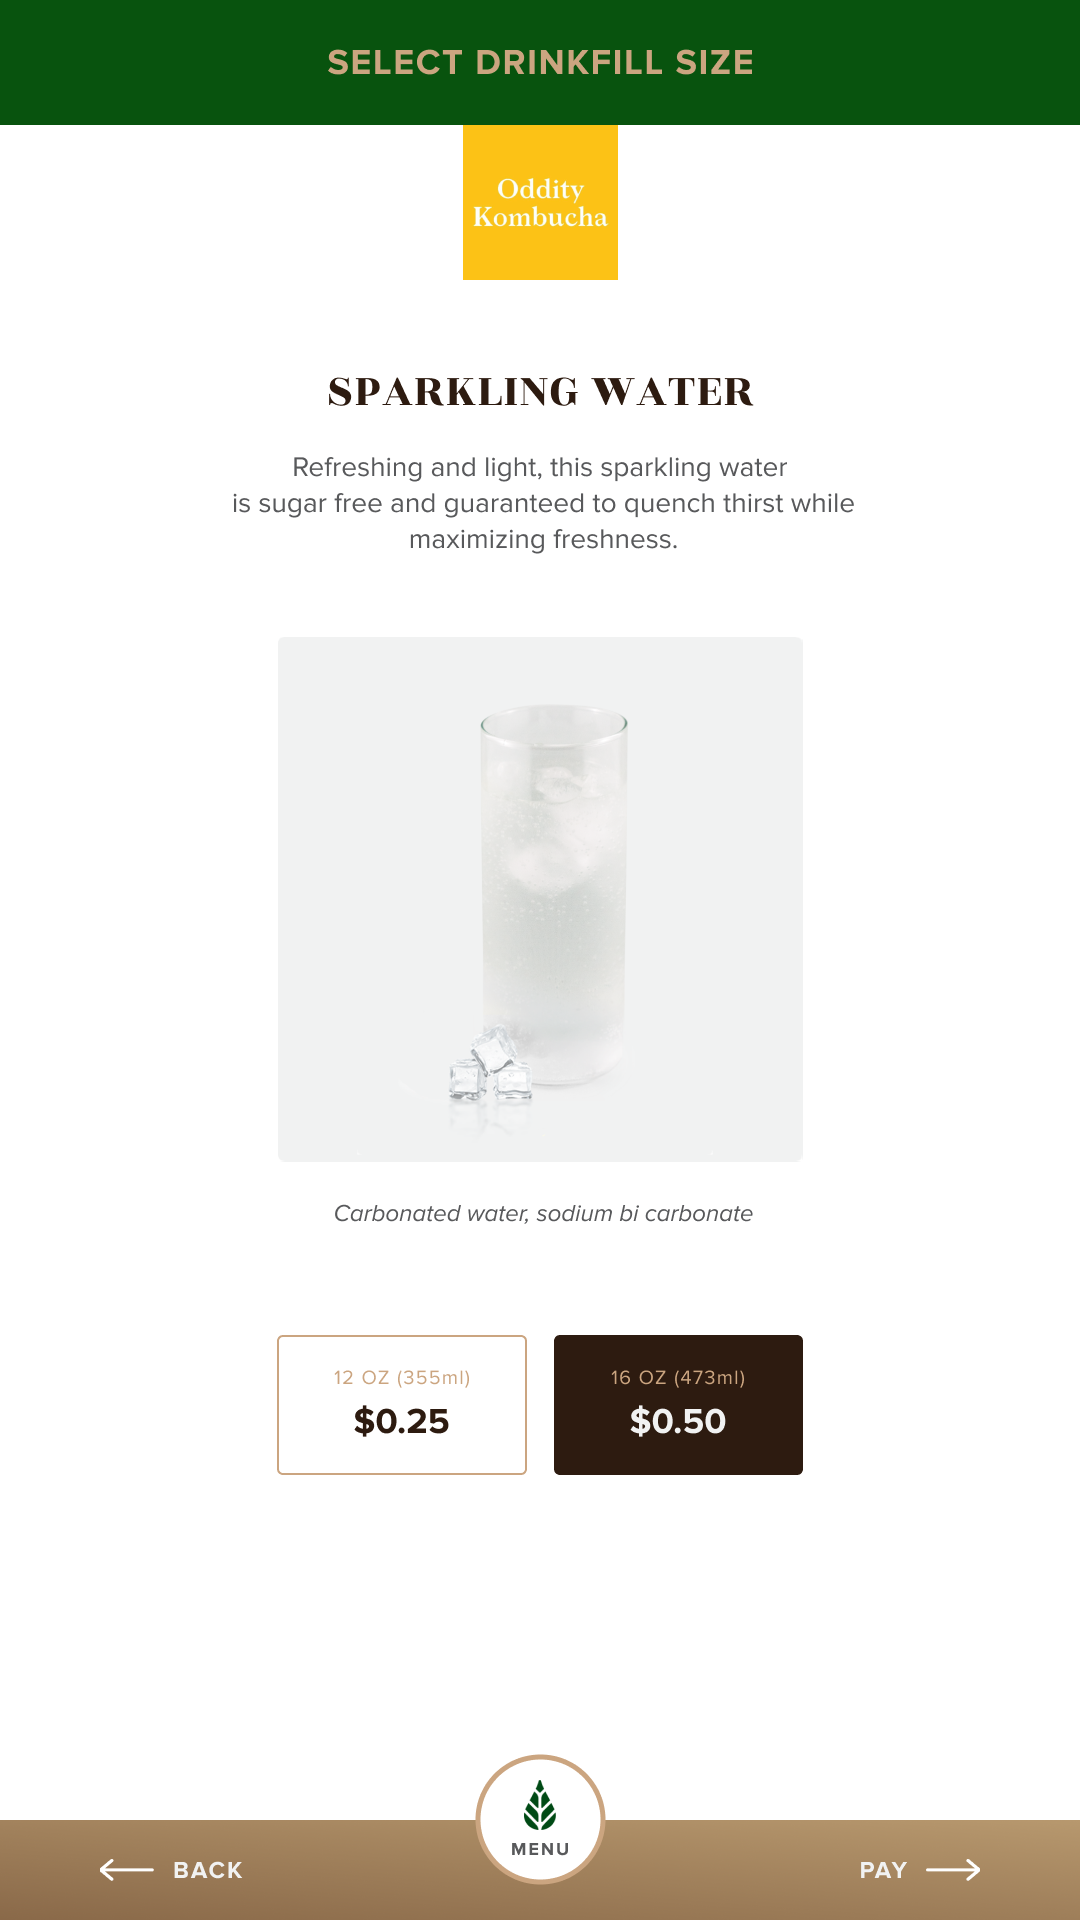 SELECT DRINKFILL SIZE
Oddity
Kombucha
SPARKLING WATER
Refreshing and light, this sparkling water
is sugar free and guaranteed to quench thirst while
maximizing freshness.
Carbonated water, sodium bi carbonate
12 OZ (355ml)
$0.25
16 OZ (473ml)
$0.50
BACK
MENU
PAY